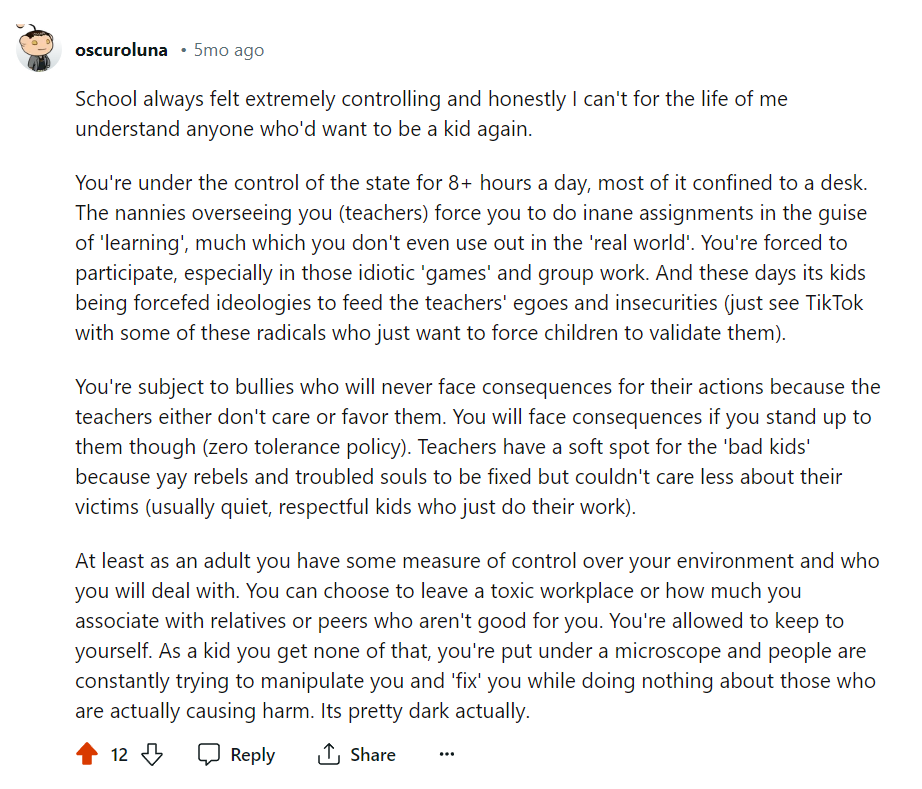 oscuroluna • 5mo ago
School always felt extremely controlling and honestly I can't for the life of me
understand anyone who'd want to be a kid again.
You're under the control of the state for 8+ hours a day, most of it confined to a desk.
The nannies overseeing you (teachers) force you to do inane assignments in the guise
of 'learning', much which you don't even use out in the 'real world'. You're forced to
participate, especially in those idiotic 'games' and group work. And these days its kids
being forcefed ideologies to feed the teachers' egoes and insecurities (just see TikTok
with some of these radicals who just want to force children to validate them).
You're subject to bullies who will never face consequences for their actions because the
teachers either don't care or favor them. You will face consequences if you stand up to
them though (zero tolerance policy). Teachers have a soft spot for the 'bad kids'
because yay rebels and troubled souls to be fixed but couldn't care less about their
victims (usually quiet, respectful kids who just do their work).
At least as an adult you have some measure of control over your environment and who
you will deal with. You can choose to leave a toxic workplace or how much you
associate with relatives or peers who aren't good for you. You're allowed to keep to
yourself. As a kid you get none of that, you're put under a microscope and people are
constantly trying to manipulate you and 'fix' you while doing nothing about those who
are actually causing harm. Its pretty dark actually.
12 Reply Share ···